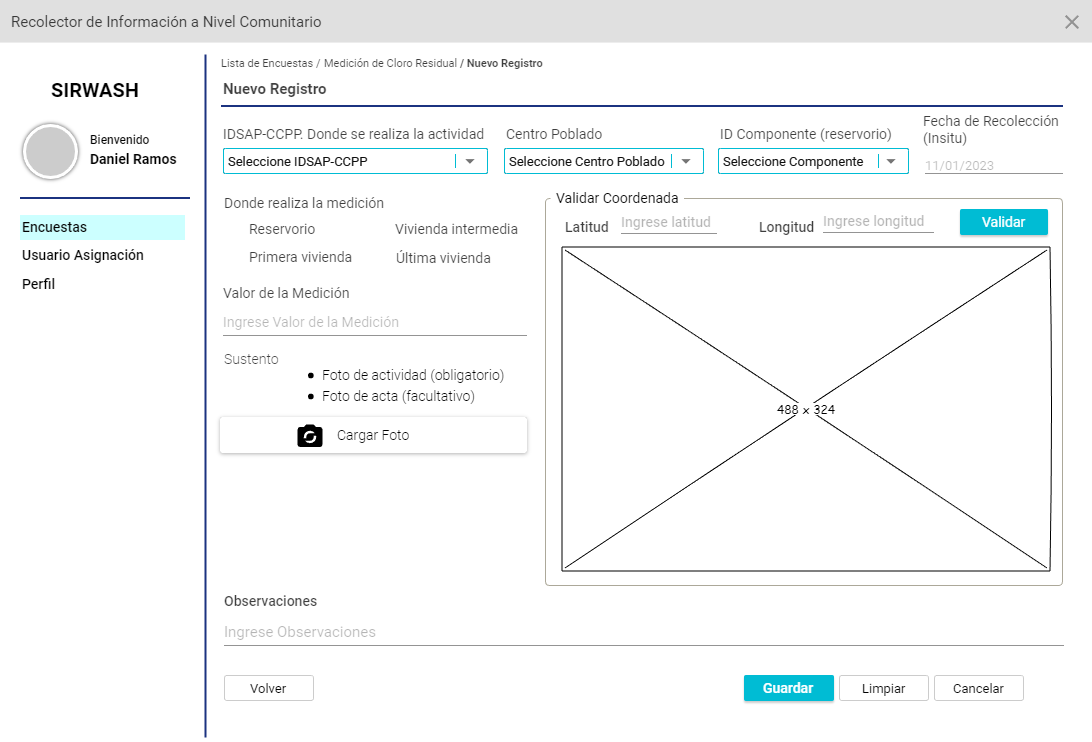 Recolector de Información a Nivel Comunitario
SIRWASH
Bienvenido
Daniel Ramos
Encuestas
Usuario Asignación
Perfil
Lista de Encuestas / Medición de Cloro Residual / Nuevo Registro
Nuevo Registro
IDSAP-CCPP. Donde se realiza la actividad
Seleccione IDSAP-CCPP
Centro Poblado
Seleccione Centro Poblado
ID Componente (reservorio)
Seleccione Componente
Fecha de Recolección
(Insitu)
11/01/2023
Donde realiza la medición
Reservorio
Vivienda intermedia
Primera vivienda
Última vivienda
Valor de la Medición
Ingrese Valor de la Medición
Sustento
• Foto de actividad (obligatorio)
• Foto de acta (facultativo)
Cargar Foto
Validar Coordenada
Latitud
Ingrese latitud
Longitud
Ingrese longitud
Validar
488 x 324
Observaciones
Ingrese Observaciones
Volver
Guardar
Limpiar
Cancelar